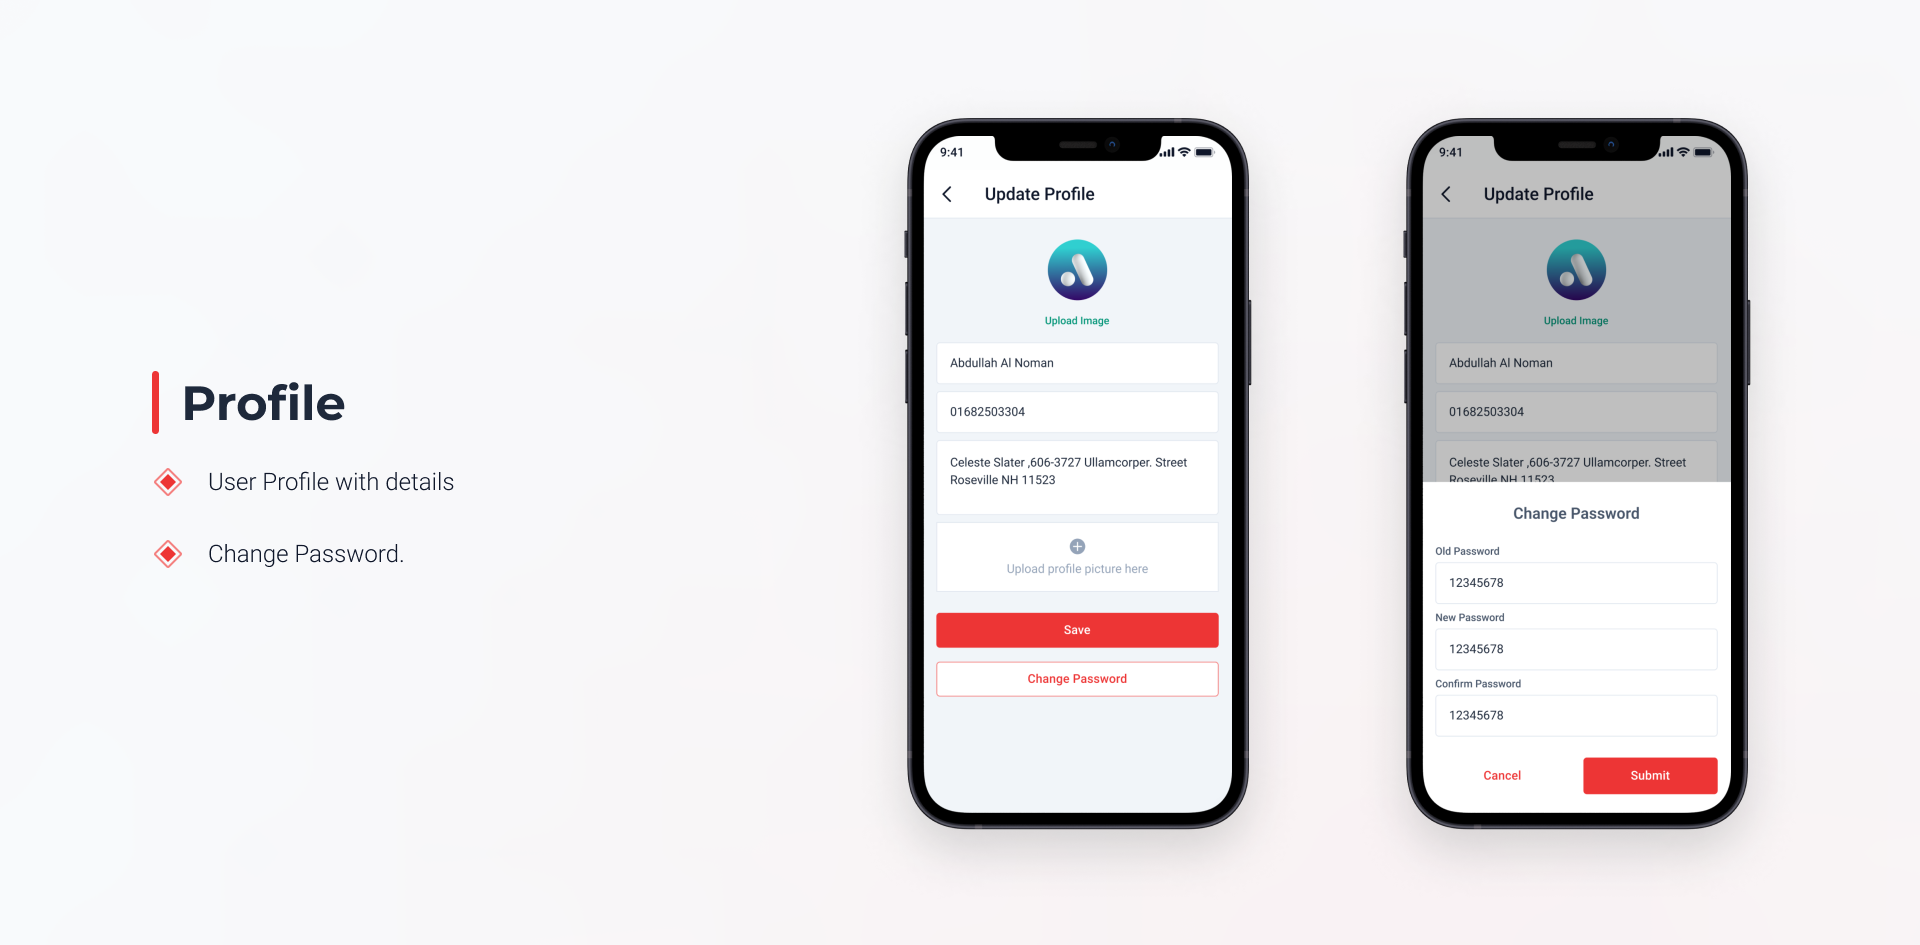 Profile
User Profile with details
Change Password.
9:41
Update Profile
Upload Image
Abdullah Al Noman
01682503304
Celeste Slater ,606-3727 Ullamcorper. Street
Roseville NH 11523
Upload profile picture here
Save
Change Password
9:41
Update Profile
Upload Image
Abdullah Al Noman
01682503304
Celeste Slater ,606-3727 Ullamcorper. Street
Roseville NH 11523
Change Password
Old Password
12345678
New Password
12345678
Confirm Password
12345678
Cancel
Submit